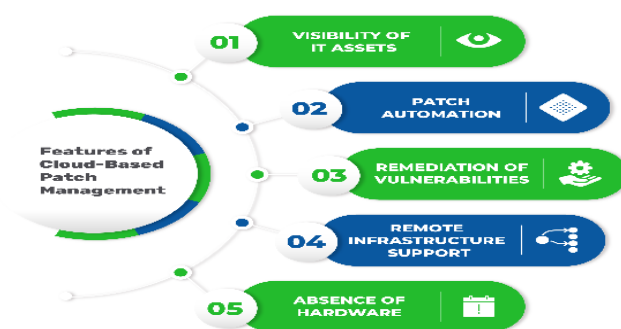 Features of
Cloud-Based
Patch
Management
01
VISIBILITY OF
IT ASSETS
02
PATCH
AUTOMATION
03
REMEDIATION OF
VULNERABILITIES
04
REMOTE
INFRASTRUCTURE
SUPPORT
05
ABSENCE OF
HARDWARE